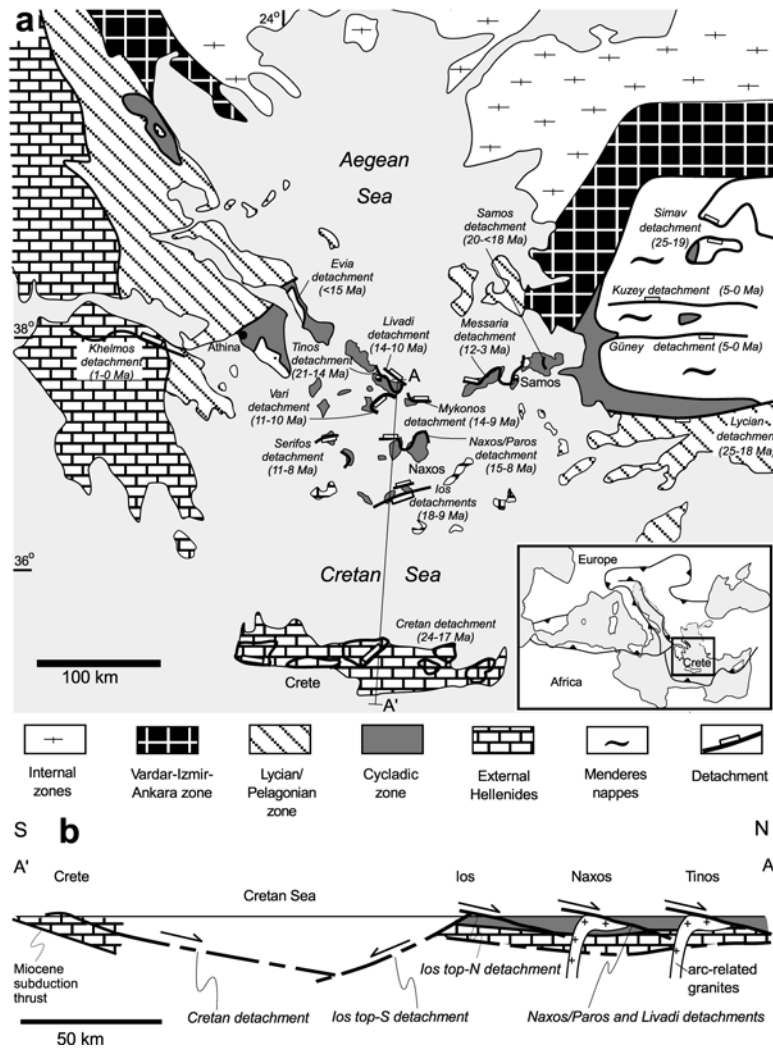 a
24°
Aegean
Sea
Samos
detachment
(20-<18 Ma)
Simav
detachment
(25-19)
Evia
detachment
(<15 Ma)
Kuzey detachment (5-0 Ma)
Livadi
detachment
(14-10 Ma)
Messaria
detachment
(12-3 Ma)
38°
Khelmos
detachment
(1-0 Ma)
Athina
Tinos
detachment
(21-14 Ma)
A
Güney detachment (5-0 Ma)
Samos
Vari
detachment
(11-10 Ma)
Mykonos
detachment (14-9 Ma)
Lycian
detachment
(25-18 Ma)
Serifos
detachment
(11-8 Ma)
Naxos/Paros
detachment
(15-8 Ma)
Naxos
Ios
detachments
(18-9 Ma)
36°
Cretan Sea
Europe
Africa
Crete
Cretan detachment
(24-17 Ma)
100 km
Crete
A'
Internal
zones
Vardar-Izmir-
Ankara zone
Lycian/
Pelagonian
zone
Cycladic
zone
External
Hellenides
Menderes
nappes
Detachment
S
b
N
A'
Crete
Cretan Sea
Ios
Naxos
Tinos
A
Miocene
subduction
thrust
Cretan detachment
Ios top-S detachment
Ios top-N detachment
arc-related
granites
Naxos/Paros and Livadi detachments
50 km